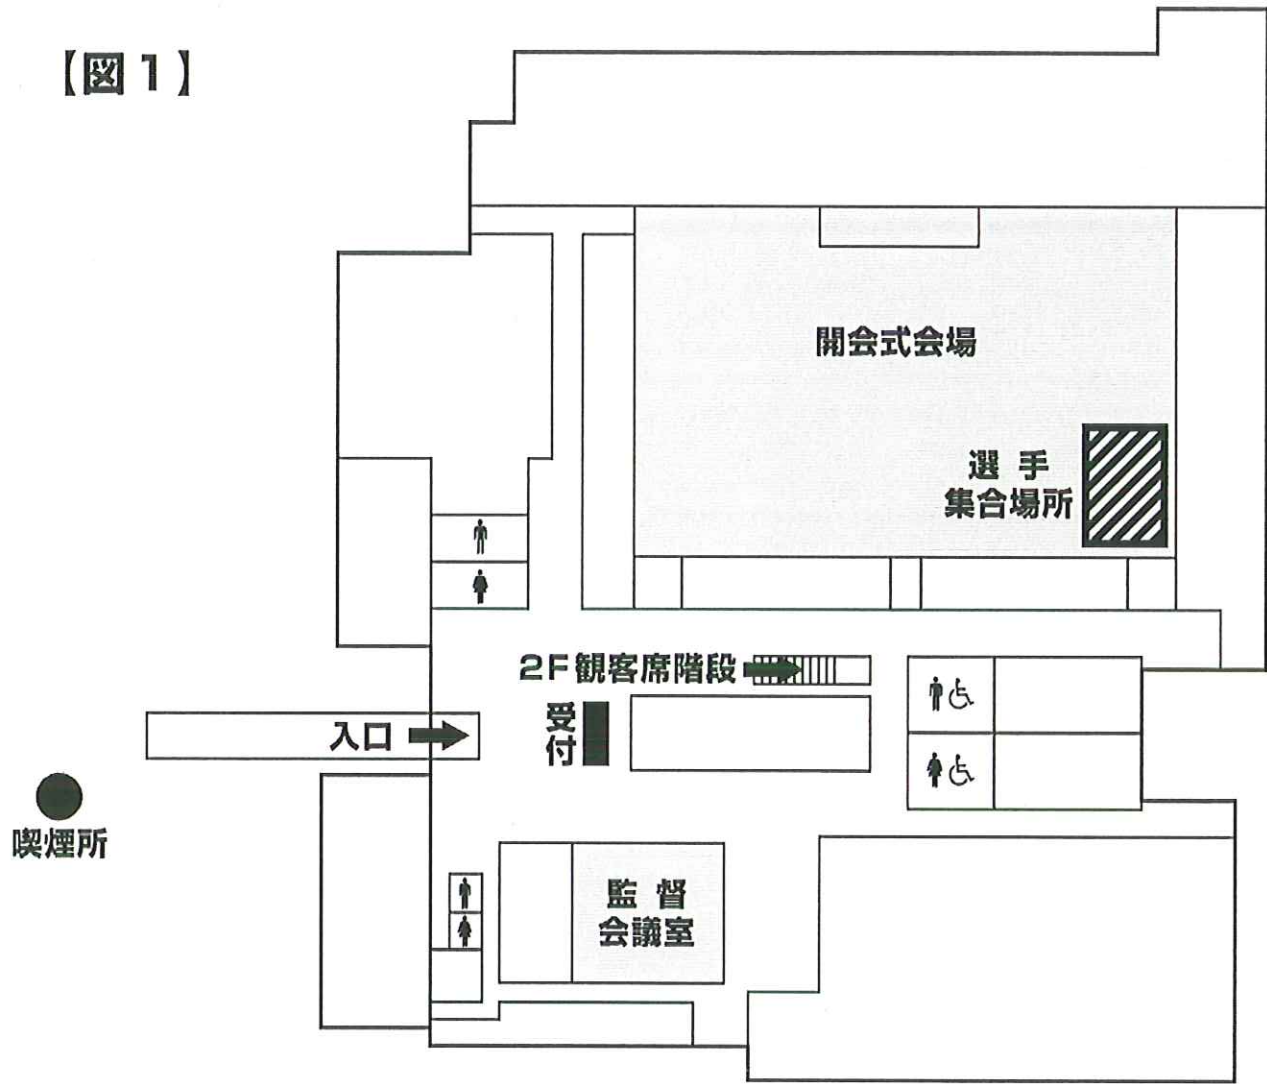 【図1】
開会式会場
選手
集合場所
2F観客席階段
受付
入口
喫煙所
監督
会議室